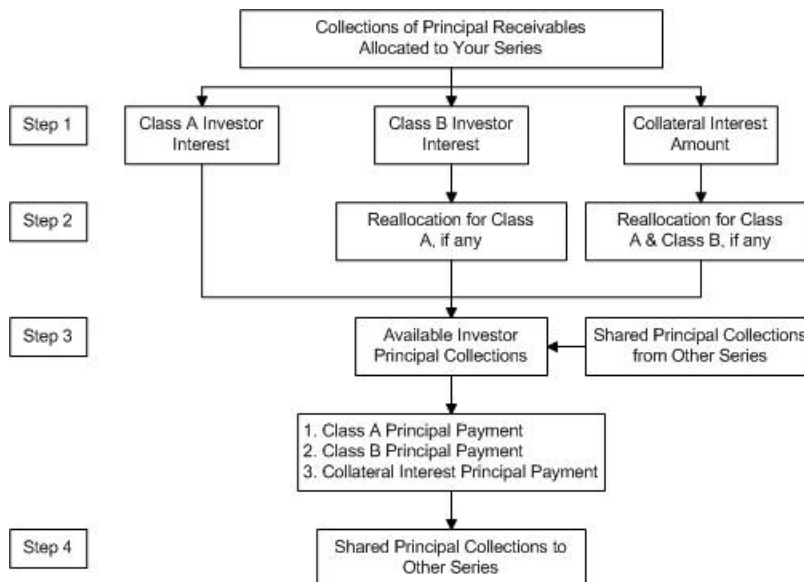 Collections of Principal Receivables
Allocated to Your Series
Step 1
Class A Investor
Interest
Class B Investor
Interest
Collateral Interest
Amount
Step 2
Reallocation for Class
A, if any
Reallocation for Class
A & Class B, if any
Step 3
Available Investor
Principal Collections
Shared Principal Collections
from Other Series
1. Class A Principal Payment
2. Class B Principal Payment
3. Collateral Interest Principal Payment
Step 4
Shared Principal Collections to
Other Series